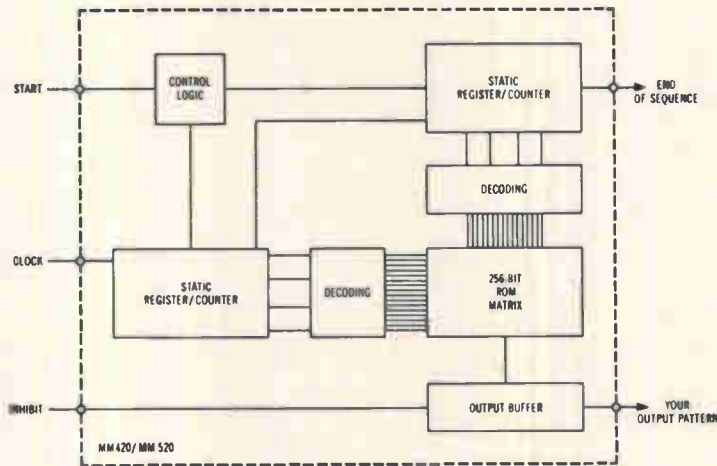 START
CONTROL
LOGIC
STATIC
REGISTER/COUNTER
END
OF SEQUENCE
DECODING
CLOCK
STATIC
REGISTER/COUNTER
DECODING
256-BIT
ROM
MATRIX
INHIBIT
OUTPUT BUFFER
YOUR
OUTPUT PATTERN
MM420/MM520